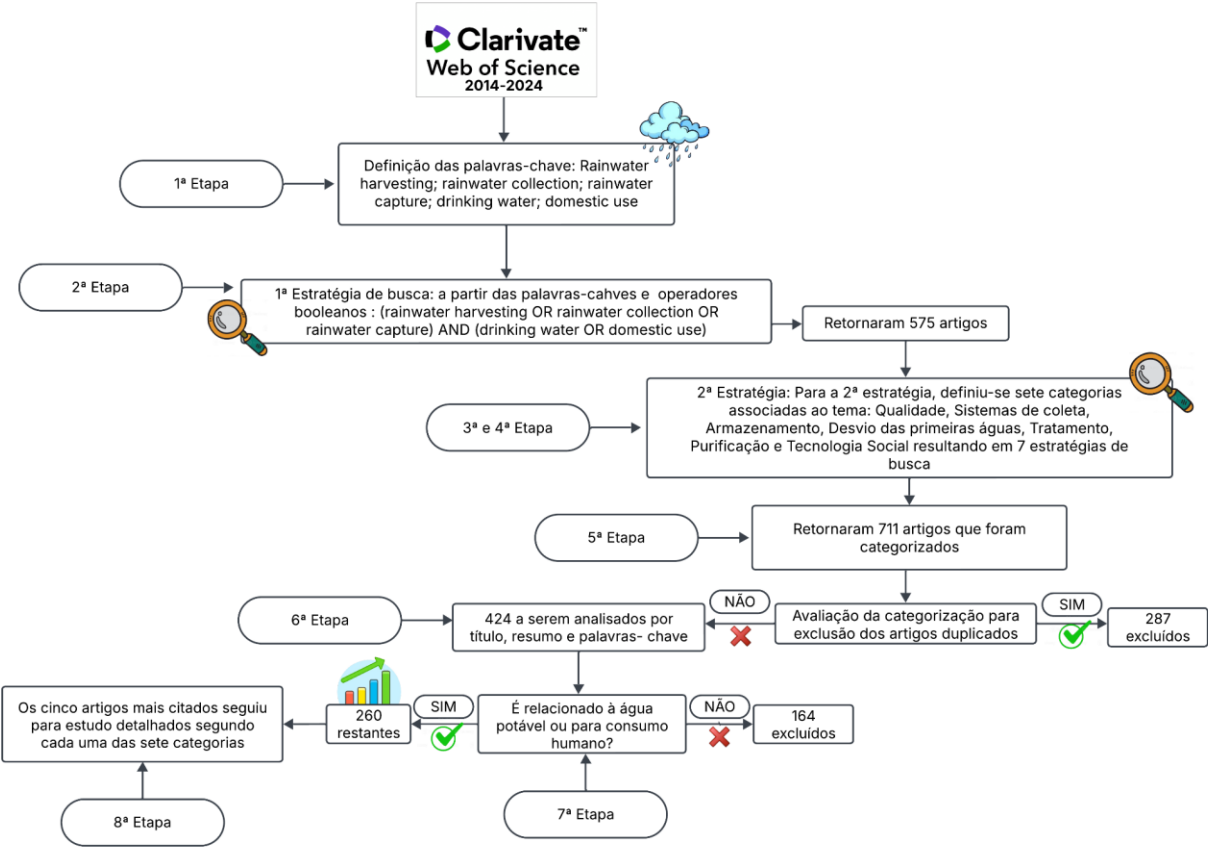 Clarivate™
Web of Science
2014-2024
1ª Etapa
Definição das palavras-chave: Rainwater
harvesting; rainwater collection; rainwater
capture; drinking water; domestic use
2ª Etapa
1ª Estratégia de busca: a partir das palavras-cahves e operadores
booleanos : (rainwater harvesting OR rainwater collection OR
rainwater capture) AND (drinking water OR domestic use)
Retornaram 575 artigos
3ª e 4ª Etapa
2ª Estratégia: Para a 2ª estratégia, definiu-se sete categorias
associadas ao tema: Qualidade, Sistemas de coleta,
Armazenamento, Desvio das primeiras águas, Tratamento,
Purificação e Tecnologia Social resultando em 7 estratégias de
busca
5ª Etapa
Retornaram 711 artigos que foram
categorizados
6ª Etapa
424 a serem analisados por
título, resumo e palavras- chave
NÃO
Avaliação da categorização para
exclusão dos artigos duplicados
SIM
287
excluídos
Os cinco artigos mais citados seguiu
para estudo detalhados segundo
cada uma das sete categorias
260
restantes
SIM
É relacionado à água
potável ou para consumo
humano?
NÃO
164
excluídos
8ª Etapa
7ª Etapa